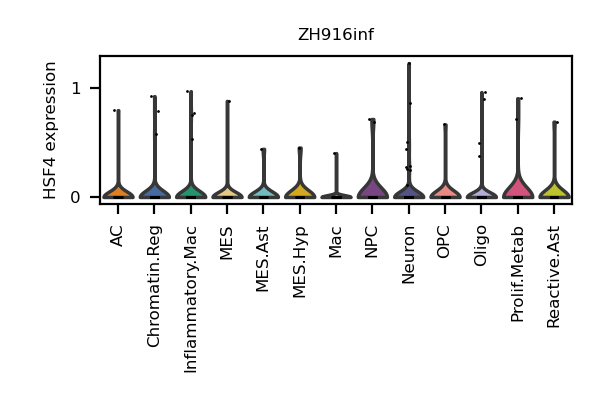 ZH916inf
HSF4 expression
1
0
AC
Chromatin.Reg
Inflammatory.Mac
MES
MES.Ast
MES.Hyp
Mac
NPC
Neuron
OPC
Oligo
Prolif.Metab
Reactive.Ast